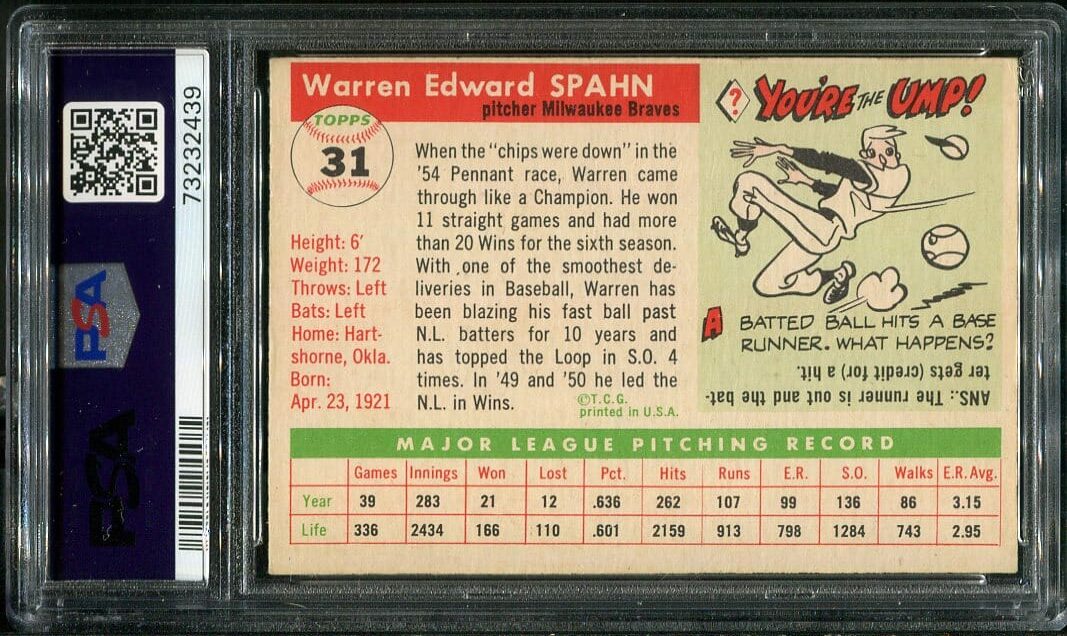 73232439
PSA
PSA
Warren Edward SPAHN
pitcher Milwaukee Braves
TOPPS
31
Height: 6'
Weight: 172
Throws: Left
Bats: Left
Home: Hart-
shorne, Okla.
Born:
Apr. 23, 1921
When the "chips were down" in the
'54 Pennant race, Warren came
through like a Champion. He won
11 straight games and had more
than 20 Wins for the sixth season.
With one of the smoothest de-
liveries in Baseball, Warren has
been blazing his fast ball past
N.L. batters for 10 years and
has topped the Loop in S.O. 4
times. In '49 and '50 he led the
N.L. in Wins.
©T.C.G.
printed in U.S.A.
? YOU'RE THE UMP!
A BATTED BALL HITS A BASE
RUNNER. WHAT HAPPENS?
ANS.: The runner is out and the bat-
ter gets (credit for) a hit.
MAJOR LEAGUE PITCHING RECORD
Games Innings Won Lost Pct. Hits Runs E.R. S.O. Walks E.R. Avg.
Year 39 283 21 12 .636 262 107 99 136 86 3.15
Life 336 2434 166 110 .601 2159 913 798 1284 743 2.95